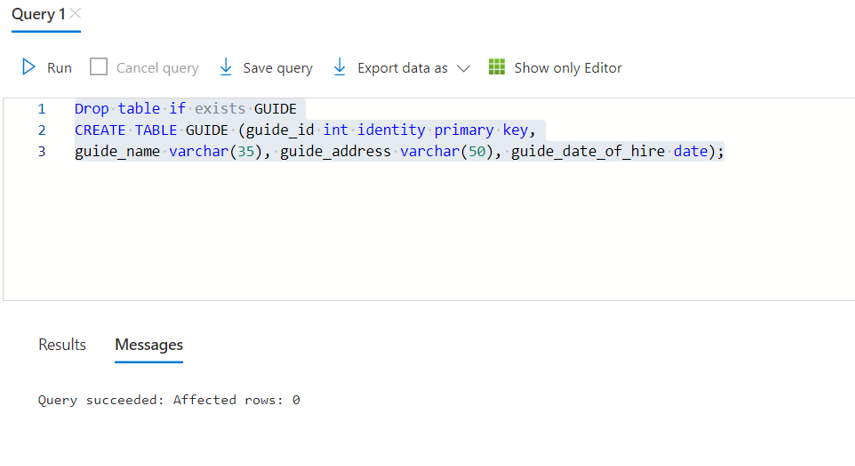 Query 1
Run Cancel query Save query Export data as Show only Editor
1 Drop table if exists GUIDE
2 CREATE TABLE GUIDE (guide_id int identity primary key,
3 guide_name varchar(35), guide_address varchar(50), guide_date_of_hire date);
Results Messages
Query succeeded: Affected rows: 0